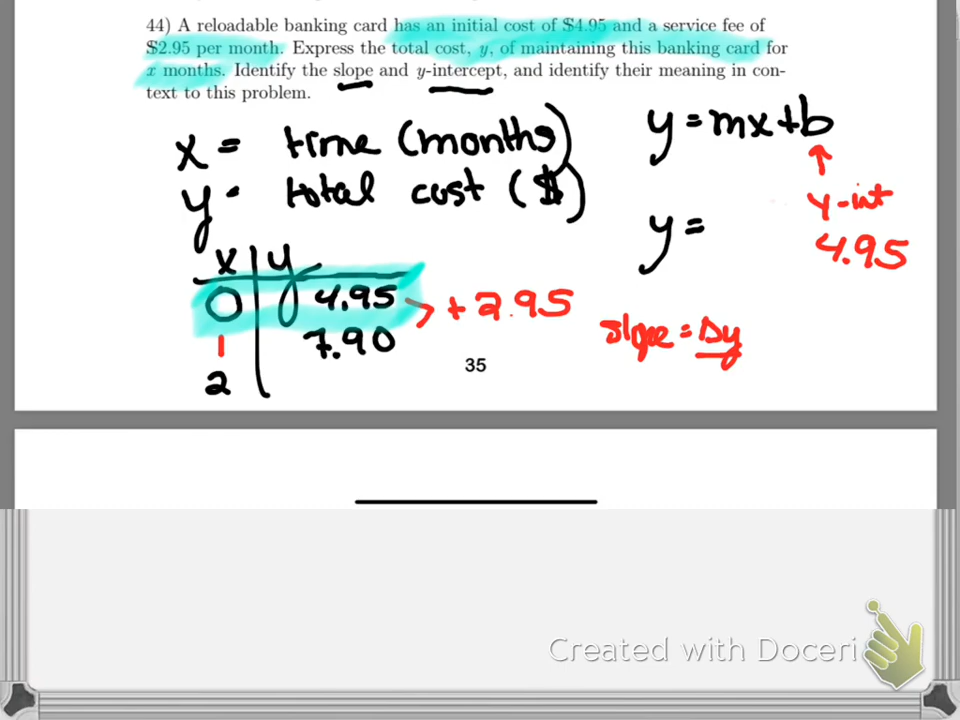 44) A reloadable banking card has an initial cost of $4.95 and a service fee of
$2.95 per month. Express the total cost, y, of maintaining this banking card for
x months. Identify the slope and y-intercept, and identify their meaning in con-
text to this problem.
x = time (months)
y = total cost ($)
y = mx+b
y-int
4.95
y =
x | y
0 | 4.95
1 | 7.90
2
> + 2.95
slope = Δy
35
Created with Doceri